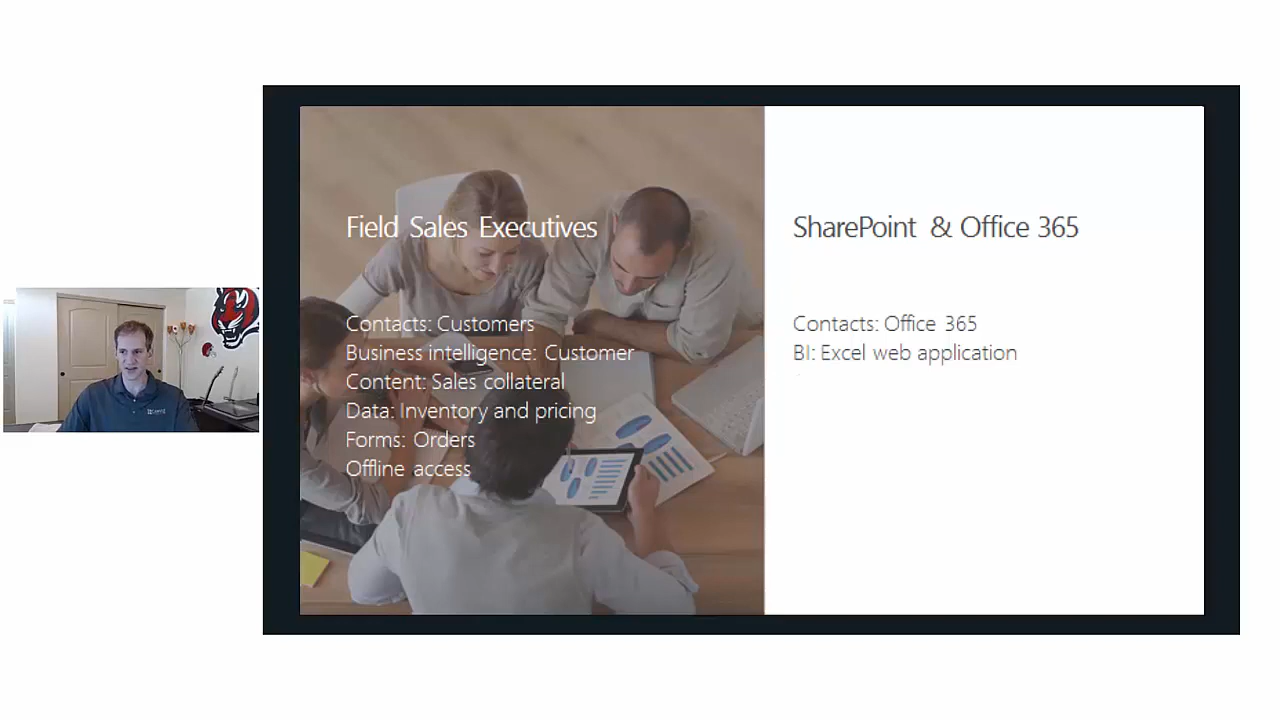 Field Sales Executives
Contacts: Customers
Business intelligence: Customer
Content: Sales collateral
Data: Inventory and pricing
Forms: Orders
Offline access
SharePoint & Office 365
Contacts: Office 365
BI: Excel web application